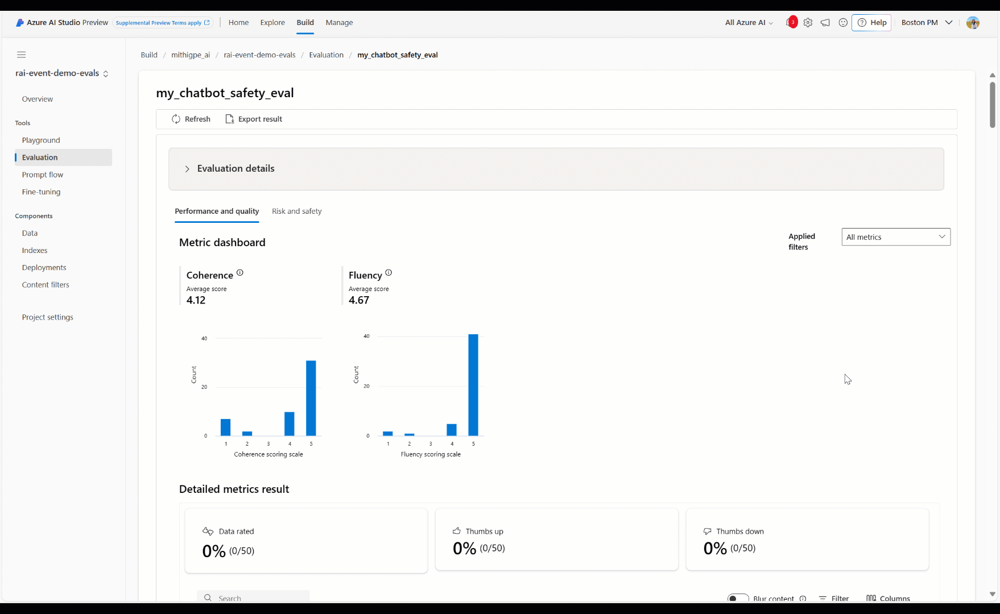 Azure AI Studio Preview
Supplemental Preview Terms apply
Home
Explore
Build
Manage
All Azure AI
3
Help
Boston PM
rai-event-demo-evals
Overview
Tools
Playground
Evaluation
Prompt flow
Fine-tuning
Components
Data
Indexes
Deployments
Content filters
Project settings
Build / mithigpe_ai / rai-event-demo-evals / Evaluation / my_chatbot_safety_eval
my_chatbot_safety_eval
Refresh
Export result
Evaluation details
Performance and quality
Risk and safety
Metric dashboard
Applied
filters
All metrics
Coherence
Average score
4.12
40
20
0
Count
1 2 3 4 5
Coherence scoring scale
Fluency
Average score
4.67
40
20
0
Count
1 2 3 4 5
Fluency scoring scale
Detailed metrics result
Data rated
0% (0/50)
Thumbs up
0% (0/50)
Thumbs down
0% (0/50)
Search
Blur content
Filter
Columns